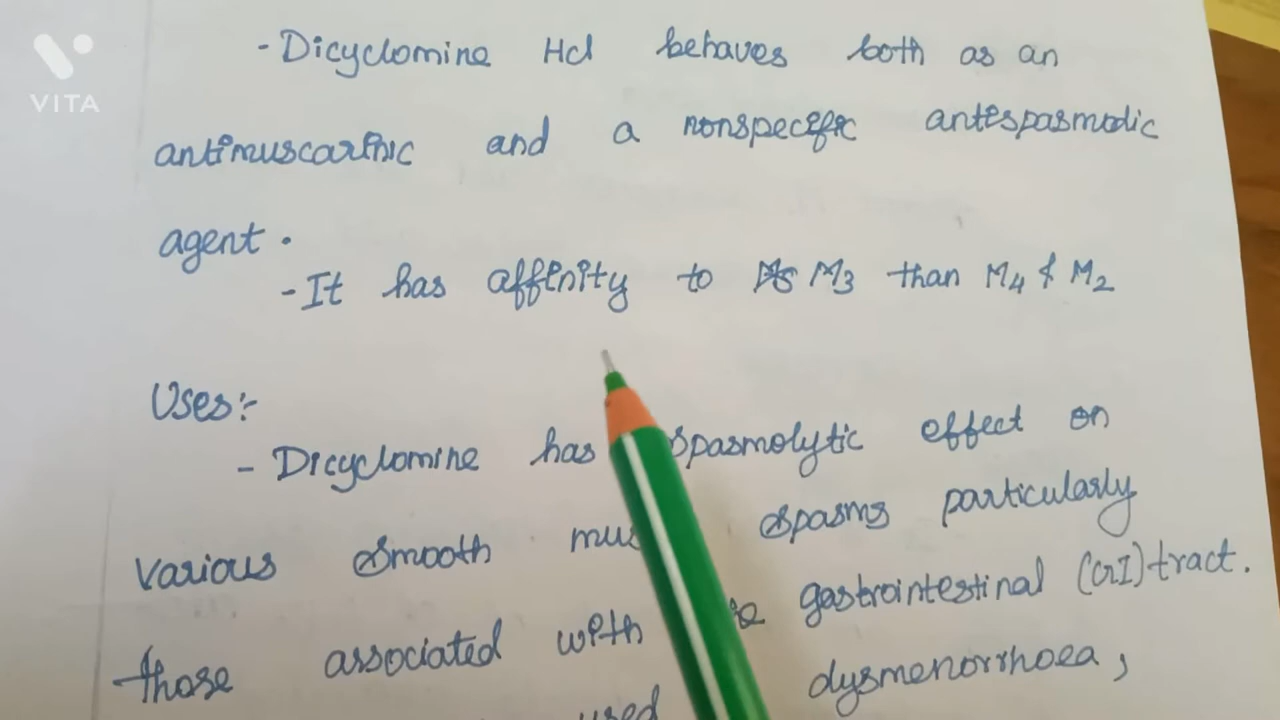 VITA
- Dicyclomine Hcl behaves both as an
antimuscarinic and a nonspecific antispasmodic
agent.
- It has affinity to M3 than M4 & M2
Uses:-
- Dicyclomine has spasmolytic effect on
various smooth spasms particularly
those associated with gastrointestinal (GI) tract.
used dysmenorrhoea,